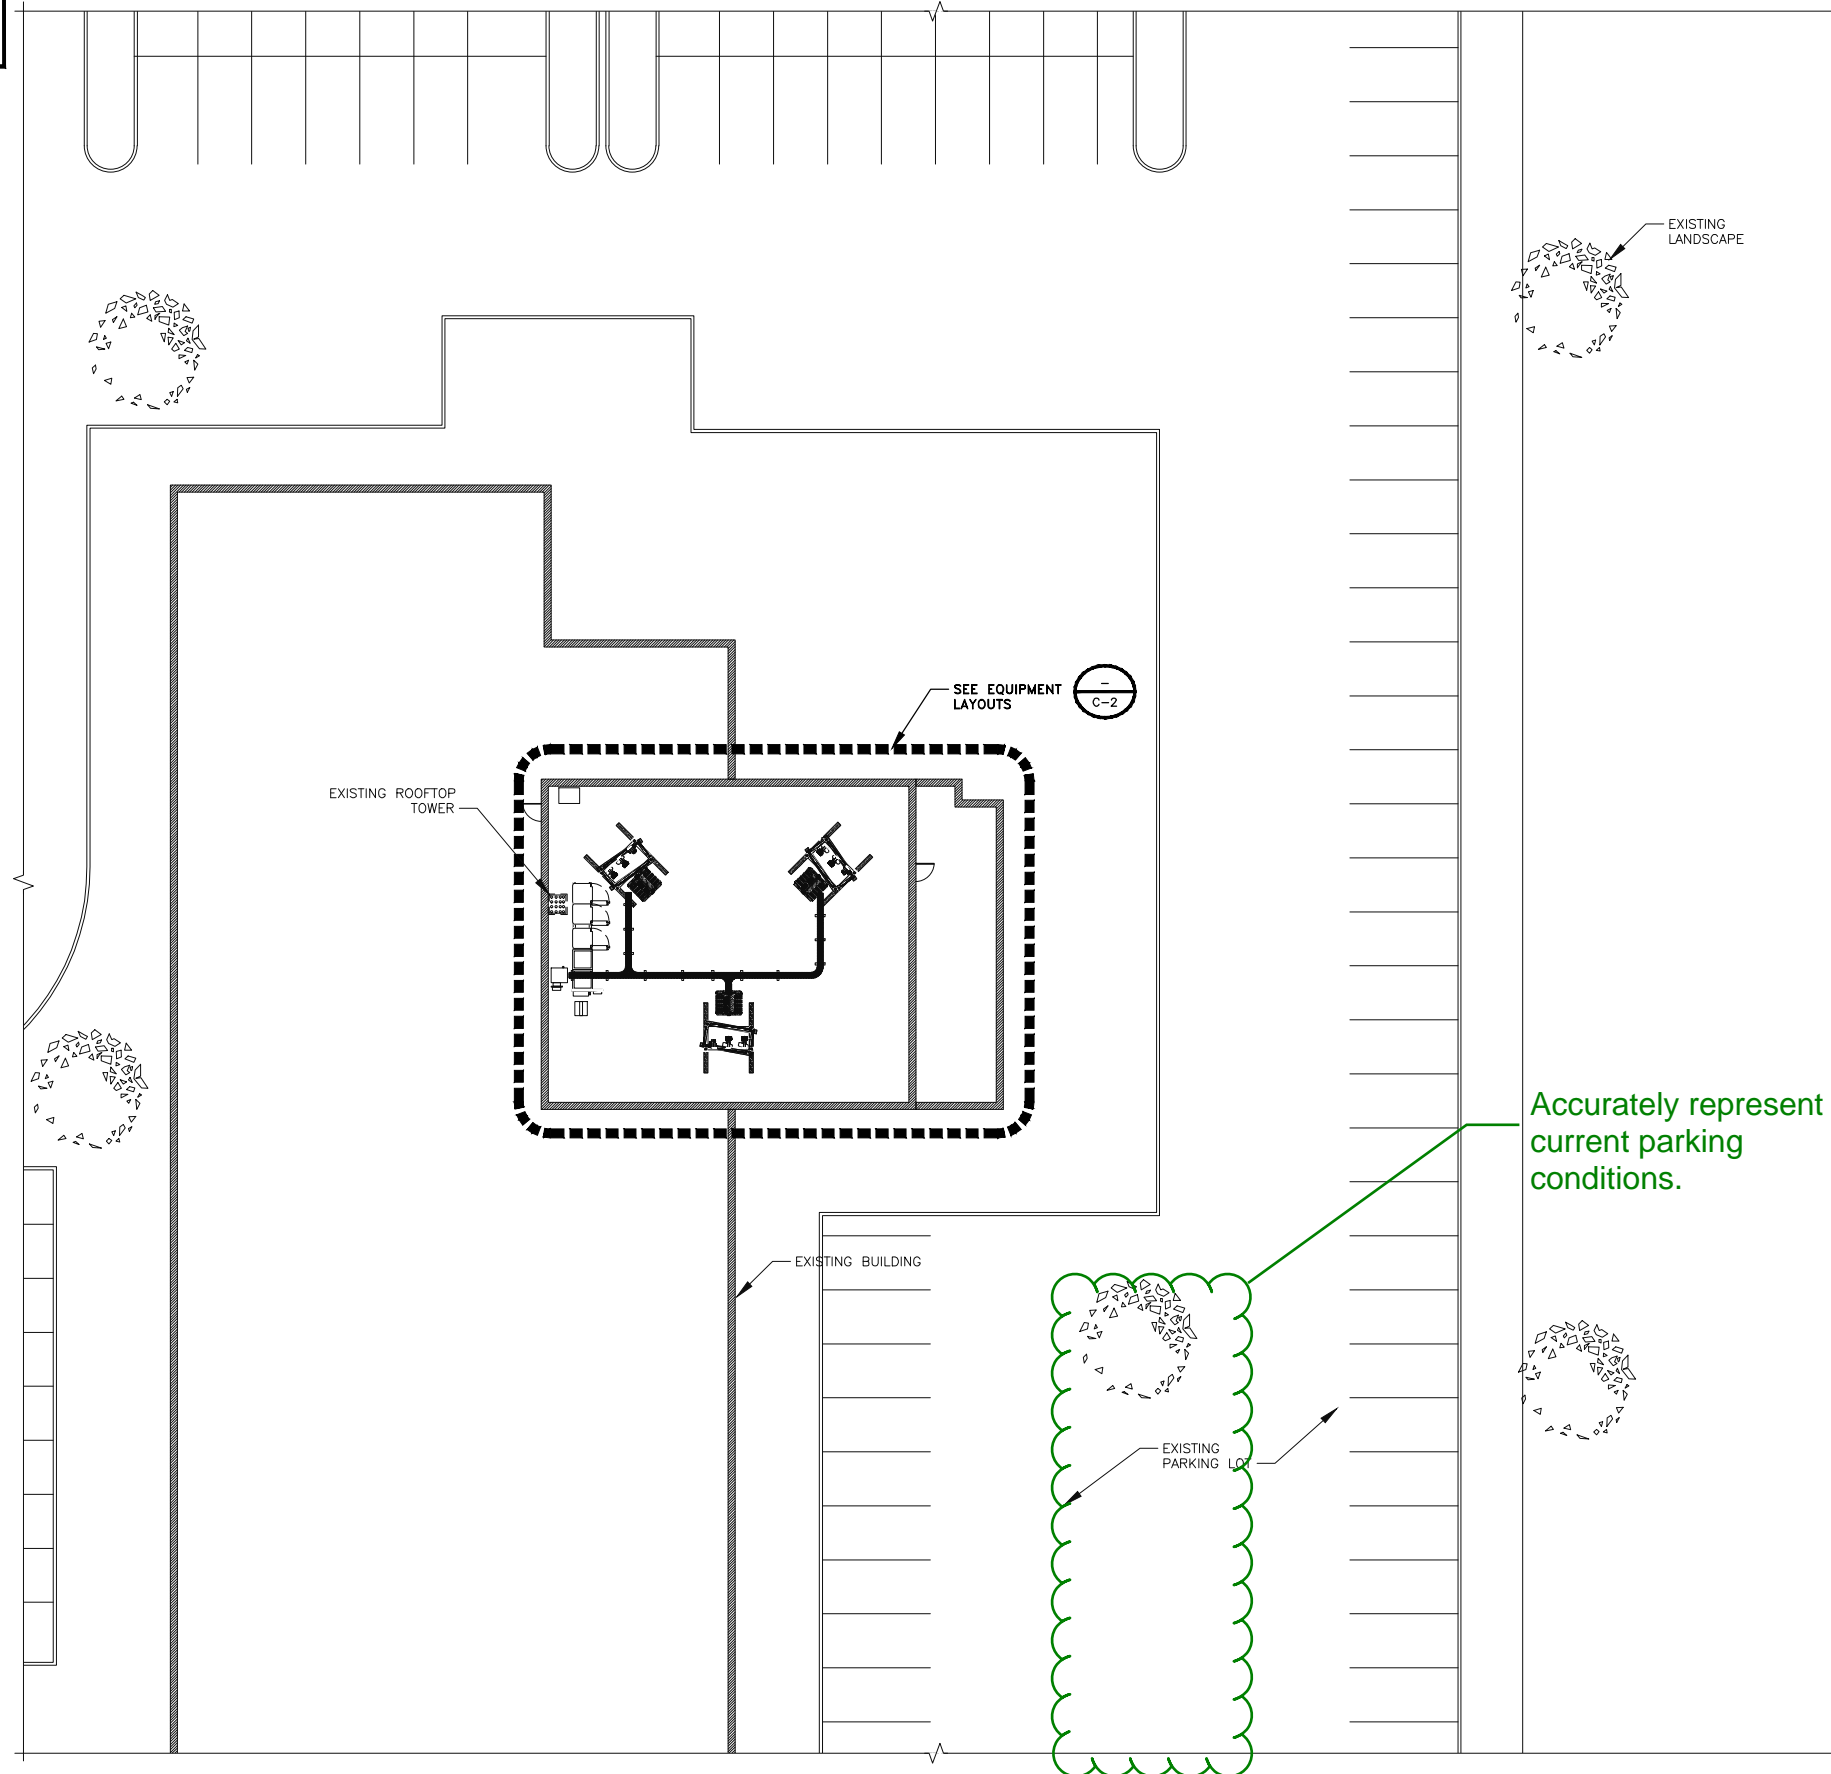 EXISTING
LANDSCAPE
SEE EQUIPMENT
LAYOUTS
–
C-2
EXISTING ROOFTOP
TOWER
Accurately represent
current parking
conditions.
EXISTING BUILDING
EXISTING
PARKING LOT